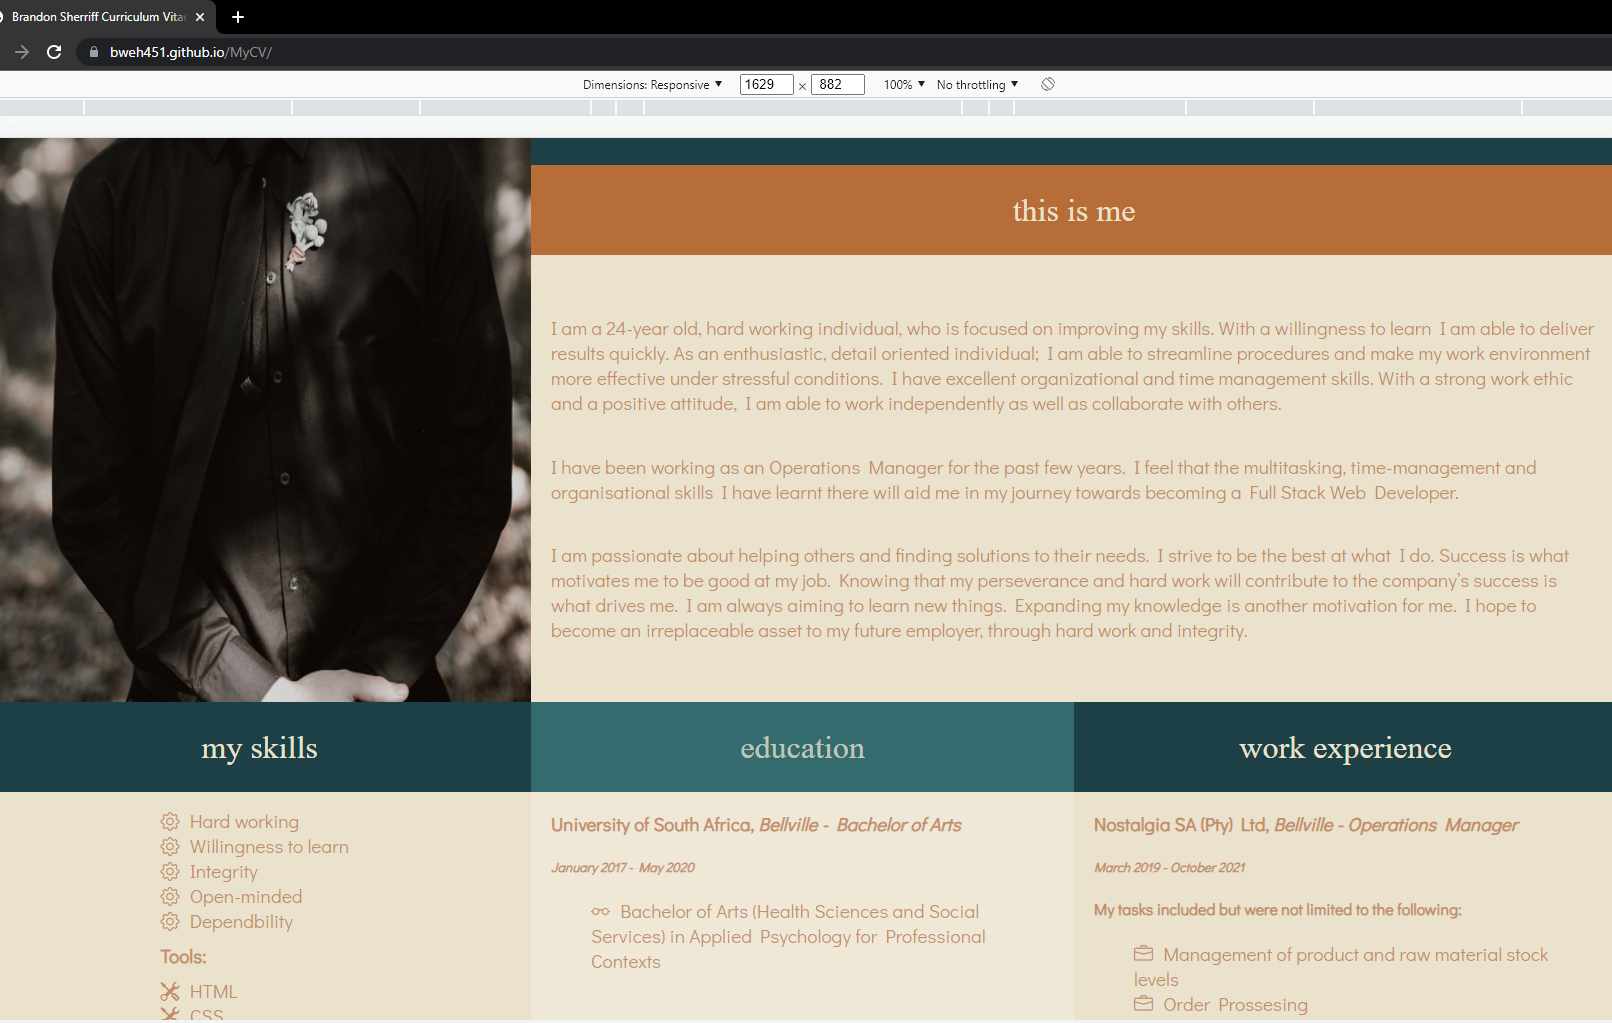 Brandon Sherriff Curriculum Vitae
bweh451.github.io/MyCV/
Dimensions: Responsive 1629 × 882 100% No throttling
this is me
I am a 24-year old, hard working individual, who is focused on improving my skills. With a willingness to learn I am able to deliver
results quickly. As an enthusiastic, detail oriented individual; I am able to streamline procedures and make my work environment
more effective under stressful conditions. I have excellent organizational and time management skills. With a strong work ethic
and a positive attitude, I am able to work independently as well as collaborate with others.
I have been working as an Operations Manager for the past few years. I feel that the multitasking, time-management and
organisational skills I have learnt there will aid me in my journey towards becoming a Full Stack Web Developer.
I am passionate about helping others and finding solutions to their needs. I strive to be the best at what I do. Success is what
motivates me to be good at my job. Knowing that my perseverance and hard work will contribute to the company's success is
what drives me. I am always aiming to learn new things. Expanding my knowledge is another motivation for me. I hope to
become an irreplaceable asset to my future employer, through hard work and integrity.
my skills
Hard working
Willingness to learn
Integrity
Open-minded
Dependbility
Tools:
HTML
CSS
education
University of South Africa, Bellville - Bachelor of Arts
January 2017 - May 2020
Bachelor of Arts (Health Sciences and Social
Services) in Applied Psychology for Professional
Contexts
work experience
Nostalgia SA (Pty) Ltd, Bellville - Operations Manager
March 2019 - October 2021
My tasks included but were not limited to the following:
Management of product and raw material stock
levels
Order Prossesing